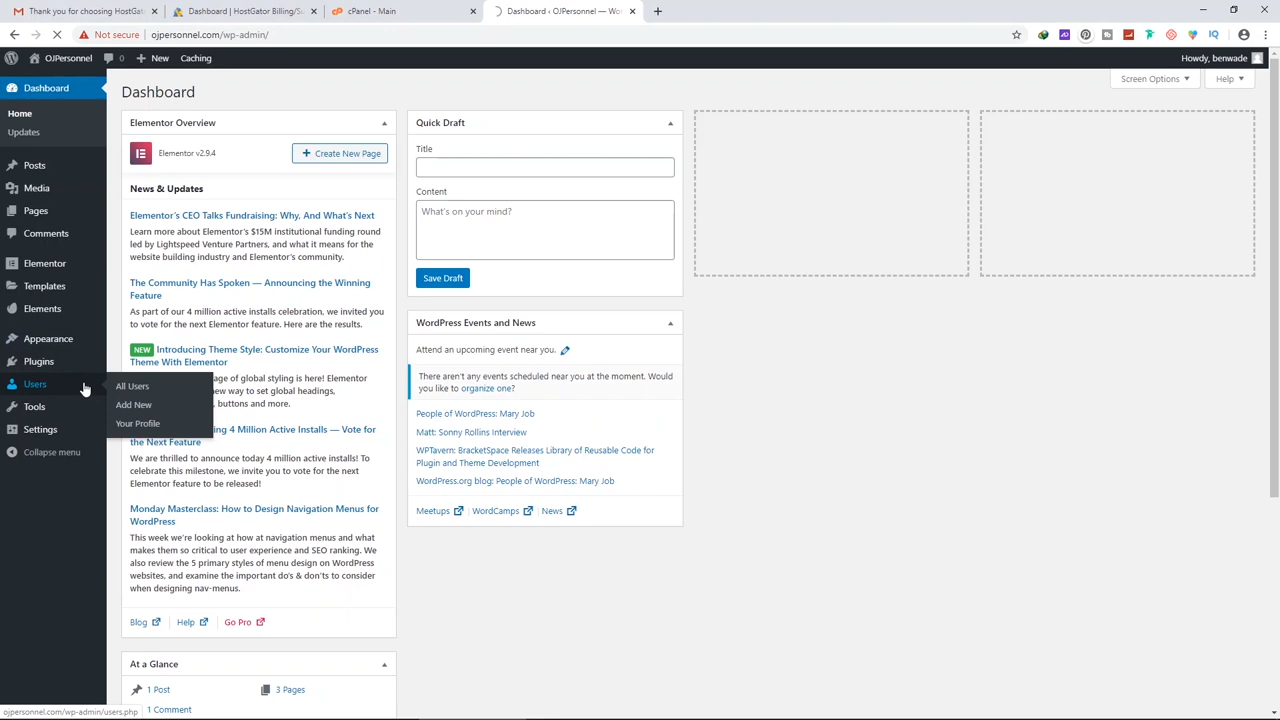 Thank you for choosing HostGat
Dashboard | HostGator Billing/Su
cPanel - Main
Dashboard ‹ OJPersonnel — Wor
Not secure
ojpersonnel.com/wp-admin/
OJPersonnel
0
New
Caching
Howdy, benwade
Dashboard
Home
Updates
Posts
Media
Pages
Comments
Elementor
Templates
Elements
Appearance
Plugins
Users
Tools
Settings
Collapse menu
All Users
Add New
Your Profile
Screen Options
Help
Dashboard
Elementor Overview
Elementor v2.9.4
Create New Page
News & Updates
Elementor's CEO Talks Fundraising: Why, And What's Next
Learn more about Elementor's $15M institutional funding round
led by Lightspeed Venture Partners, and what it means for the
website building industry and Elementor's community.
The Community Has Spoken — Announcing the Winning
Feature
As part of our 4 million active installs celebration, we invited you
to vote for the next Elementor feature. Here are the results.
NEW Introducing Theme Style: Customize Your WordPress
Theme With Elementor
age of global styling is here! Elementor
new way to set global headings,
buttons and more.
ing 4 Million Active Installs — Vote for
the Next Feature
We are thrilled to announce today 4 million active installs! To
celebrate this milestone, we invite you to vote for the next
Elementor feature to be released!
Monday Masterclass: How to Design Navigation Menus for
WordPress
This week we're looking at how at navigation menus and what
makes them so critical to user experience and SEO ranking. We
also review the 5 primary styles of menu design on WordPress
websites, and examine the important do's & don'ts to consider
when designing nav-menus.
Blog
Help
Go Pro
At a Glance
1 Post
3 Pages
1 Comment
Quick Draft
Title
Content
What's on your mind?
Save Draft
WordPress Events and News
Attend an upcoming event near you.
There aren't any events scheduled near you at the moment. Would
you like to organize one?
People of WordPress: Mary Job
Matt: Sonny Rollins Interview
WPTavern: BracketSpace Releases Library of Reusable Code for
Plugin and Theme Development
WordPress.org blog: People of WordPress: Mary Job
Meetups
WordCamps
News
ojpersonnel.com/wp-admin/users.php